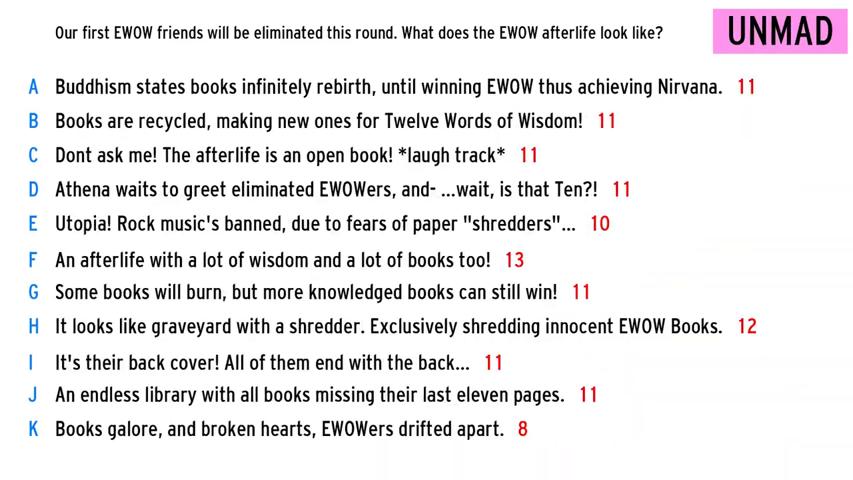 Our first EWOW friends will be eliminated this round. What does the EWOW afterlife look like?
UNMAD
A Buddhism states books infinitely rebirth, until winning EWOW thus achieving Nirvana. 11
B Books are recycled, making new ones for Twelve Words of Wisdom! 11
C Dont ask me! The afterlife is an open book! *laugh track* 11
D Athena waits to greet eliminated EWOWers, and- ...wait, is that Ten?! 11
E Utopia! Rock music's banned, due to fears of paper "shredders"... 10
F An afterlife with a lot of wisdom and a lot of books too! 13
G Some books will burn, but more knowledged books can still win! 11
H It looks like graveyard with a shredder. Exclusively shredding innocent EWOW Books. 12
I It's their back cover! All of them end with the back... 11
J An endless library with all books missing their last eleven pages. 11
K Books galore, and broken hearts, EWOWers drifted apart. 8